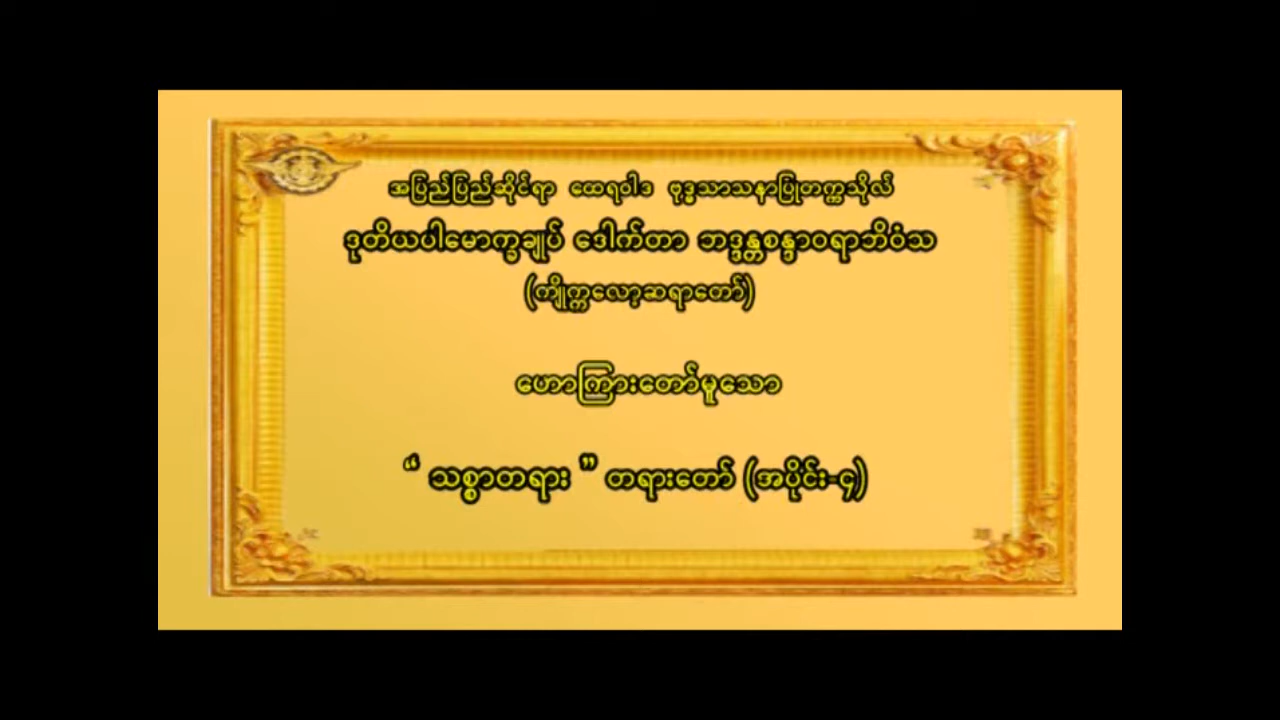 အပြည်ပြည်ဆိုင်ရာ ထေရဝါဒ ဗုဒ္ဓသာသနာပြုတက္ကသိုလ်
ဒုတိယပါမောက္ခချုပ် ဒေါက်တာ ဘဒ္ဒန္တစန္ဒာဝရာဘိဝံသ
(ကျိုက္ကလော့ဆရာတော်)
ဟောကြားတော်မူသော
“ သစ္စာတရား ” တရားတော် (အပိုင်း-၄)